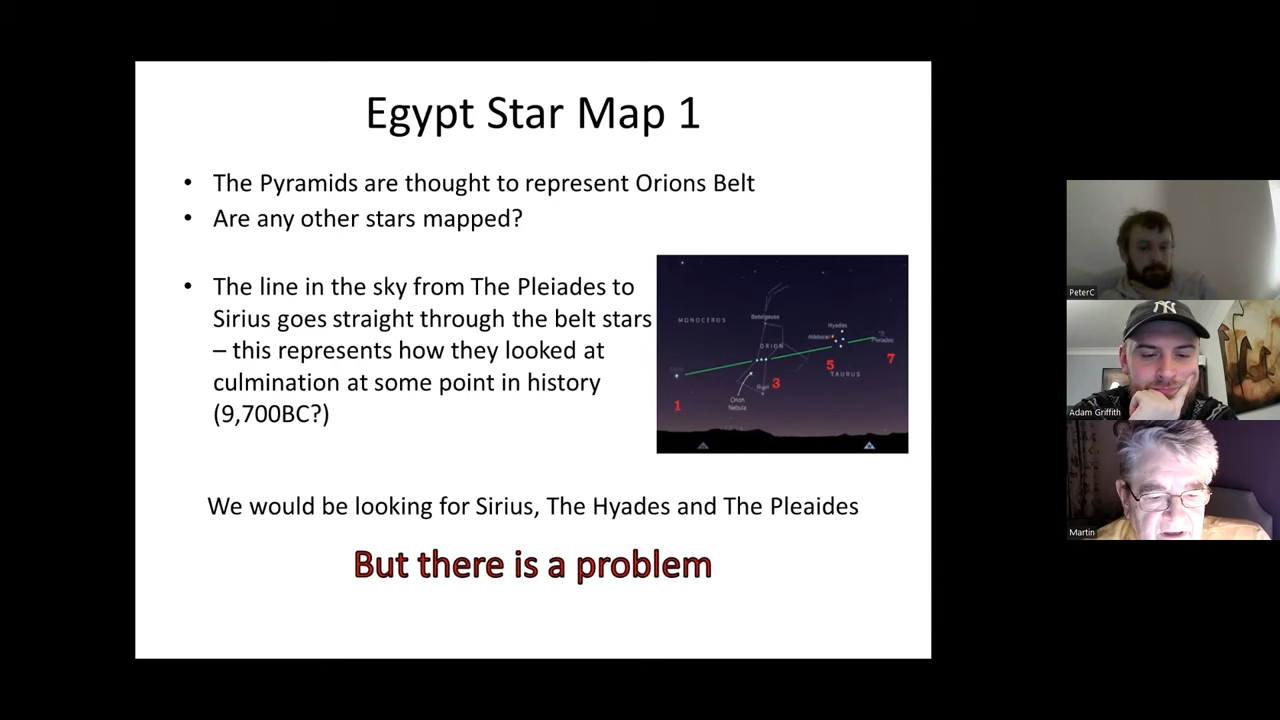 Egypt Star Map 1
• The Pyramids are thought to represent Orions Belt
• Are any other stars mapped?
• The line in the sky from The Pleiades to
Sirius goes straight through the belt stars
– this represents how they looked at
culmination at some point in history
(9,700BC?)
MONOCEROS
Betelgeuse
ORION
Hyades
Aldebaran
Pleiades
TAURUS
Rigel
Orion
Nebula
1
3
5
7
We would be looking for Sirius, The Hyades and The Pleaides
But there is a problem
PeterC
Adam Griffith
NY
Martin